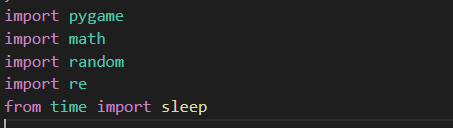 import pygame
import math
import random
import re
from time import sleep